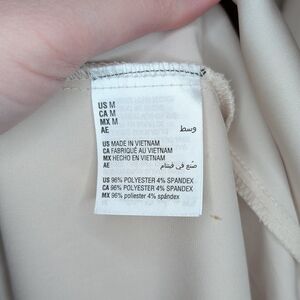 US M
CA M
MX M
AE وسط
US MADE IN VIETNAM
CA FABRIQUÉ AU VIETNAM
MX HECHO EN VIETNAM
AE صنع في فيتنام
US 96% POLYESTER 4% SPANDEX
CA 96% POLYESTER 4% SPANDEX
MX 96% poliester 4% spándex